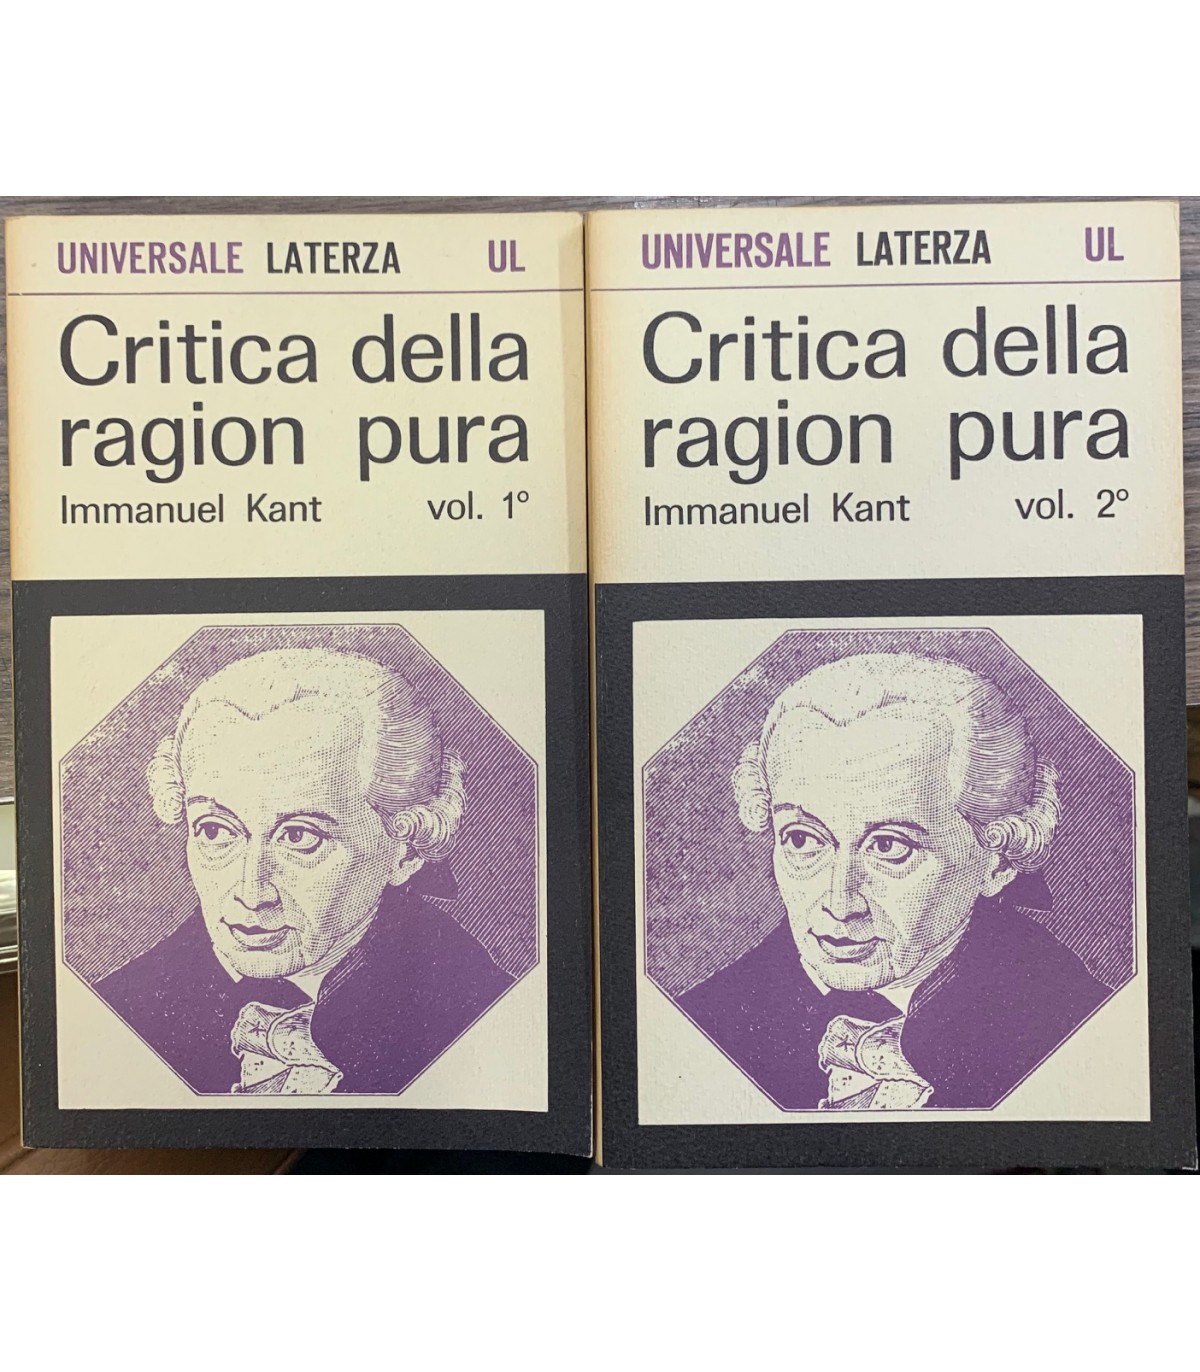 UNIVERSALE LATERZA UL
Critica della
ragion pura
Immanuel Kant vol. 1°
UNIVERSALE LATERZA UL
Critica della
ragion pura
Immanuel Kant vol. 2°